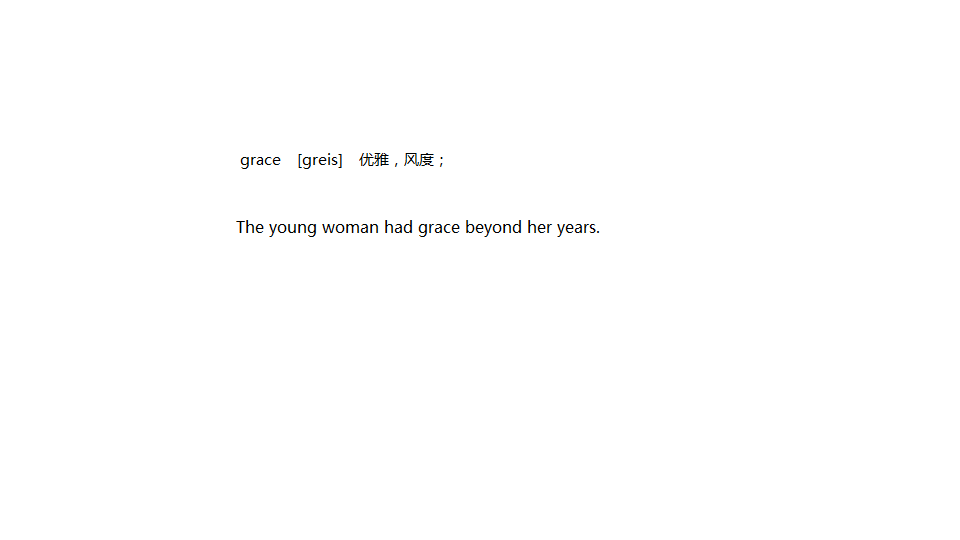 grace [greis] 优雅，风度；
The young woman had grace beyond her years.